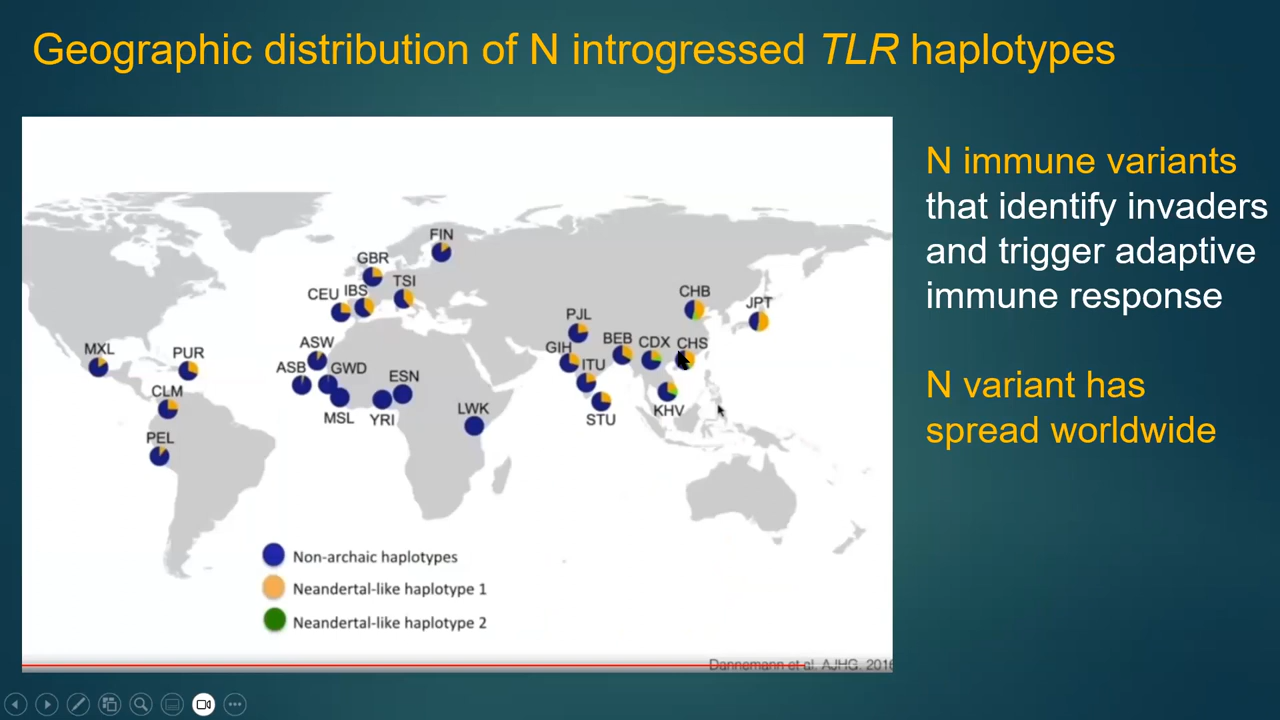 Geographic distribution of N introgressed TLR haplotypes
N immune variants
that identify invaders
and trigger adaptive
immune response
N variant has
spread worldwide
FIN
GBR
TSI
CEU
IBS
ASW
ASB
GWD
ESN
MSL
YRI
LWK
MXL
PUR
CLM
PEL
PJL
GIH
ITU
BEB
STU
CDX
CHS
CHB
JPT
KHV
Non-archaic haplotypes
Neandertal-like haplotype 1
Neandertal-like haplotype 2
Dannemann et al. AJHG. 2016